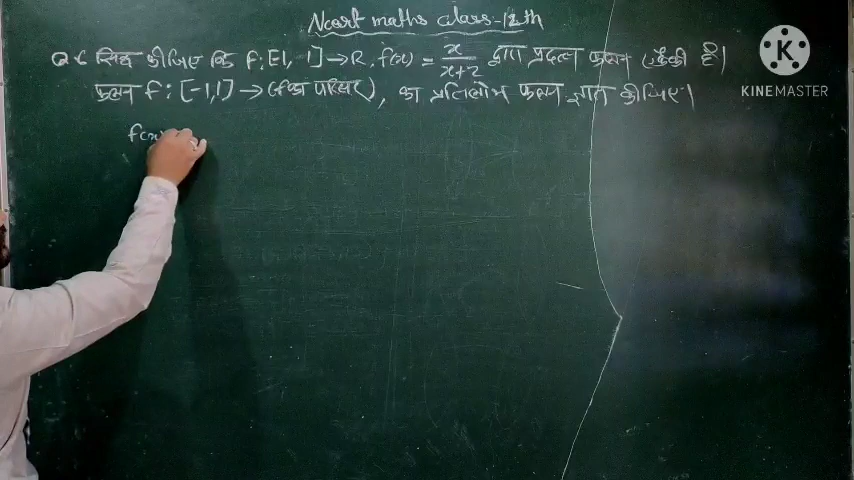 Ncert maths class-12th
Q6 सिद्ध कीजिए कि f: [-1, 1] → R, f(x) = x/(x+2) द्वारा प्रदत्त फलन एकैकी है।
फलन f: [-1,1] → (f का परिसर), का प्रतिलोम फलन ज्ञात कीजिए।
f(x)
K
KINEMASTER